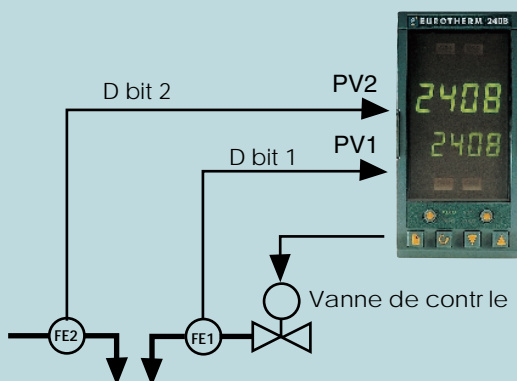 EUROTHERM 2408
D bit 2
PV2
2408
D bit 1
PV1
2408
Vanne de contr le
FE2
FE1